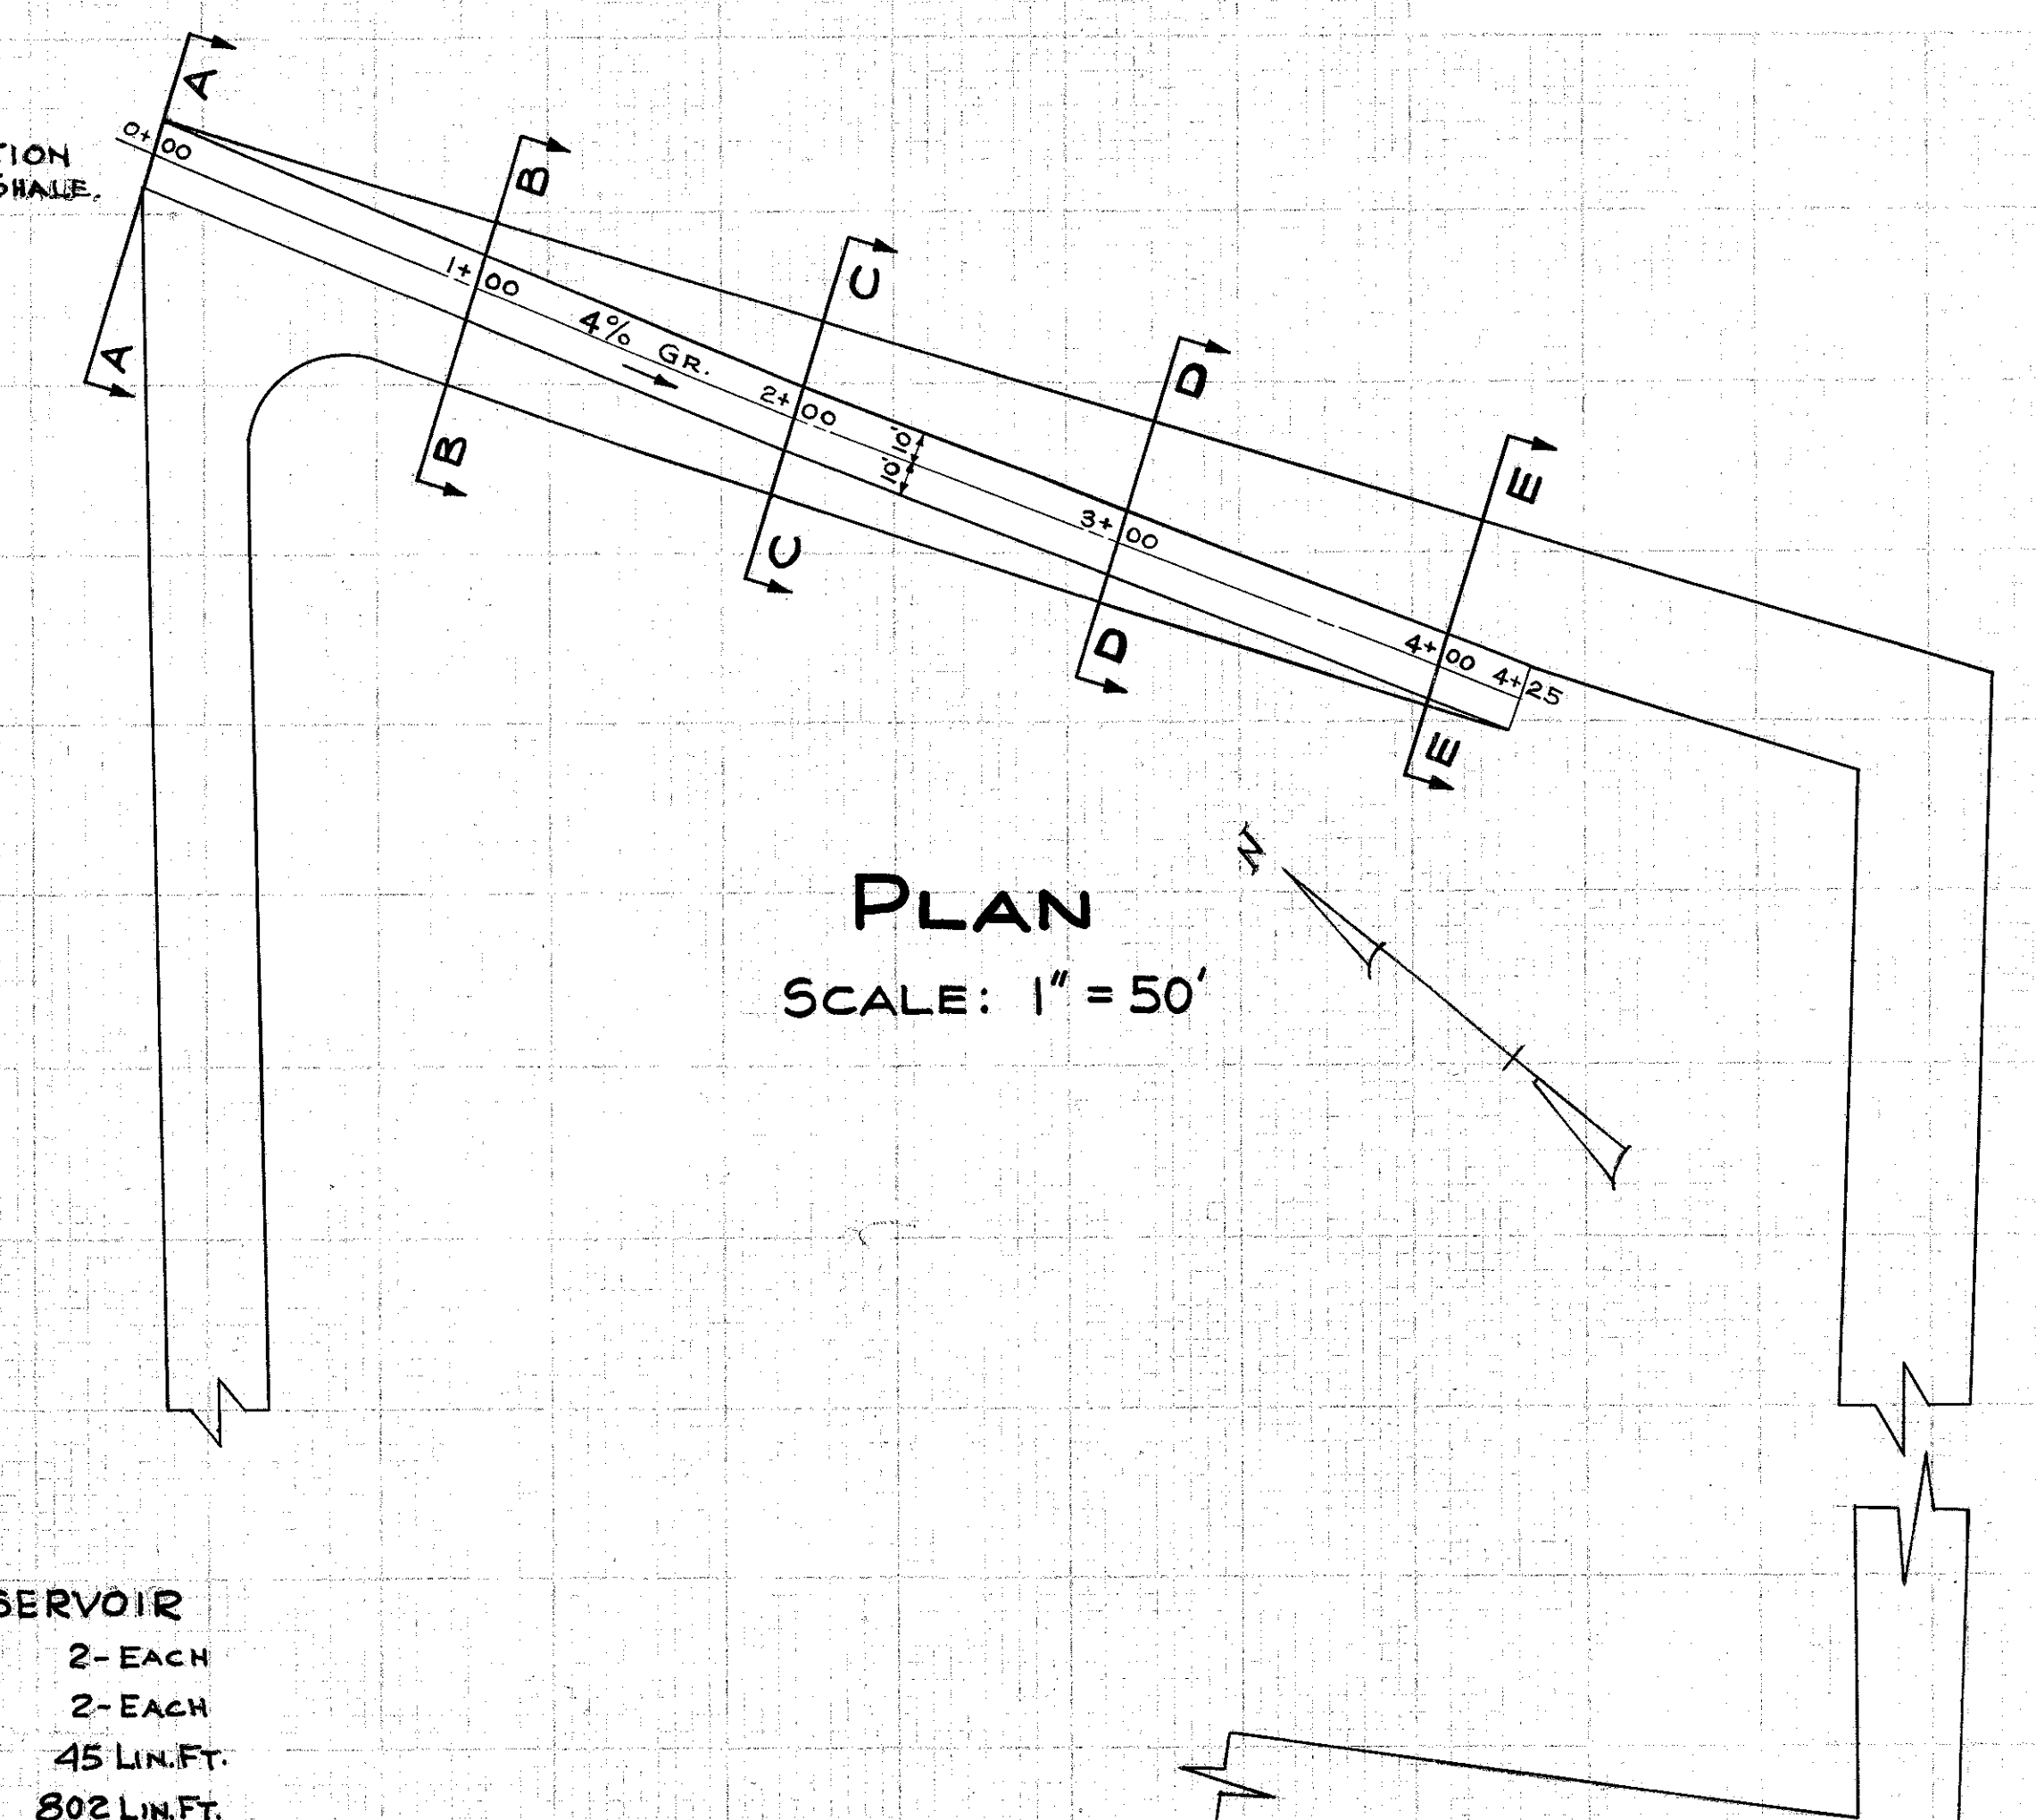 A
A
TION
SHALE.
0+00
B
B
1+00
4% GR.
C
C
2+00
10'
10'
D
D
3+00
E
E
4+00
4+25
N
PLAN
SCALE: 1" = 50'
SERVOIR
2-EACH
2-EACH
45 LIN.FT.
802 LIN.FT.